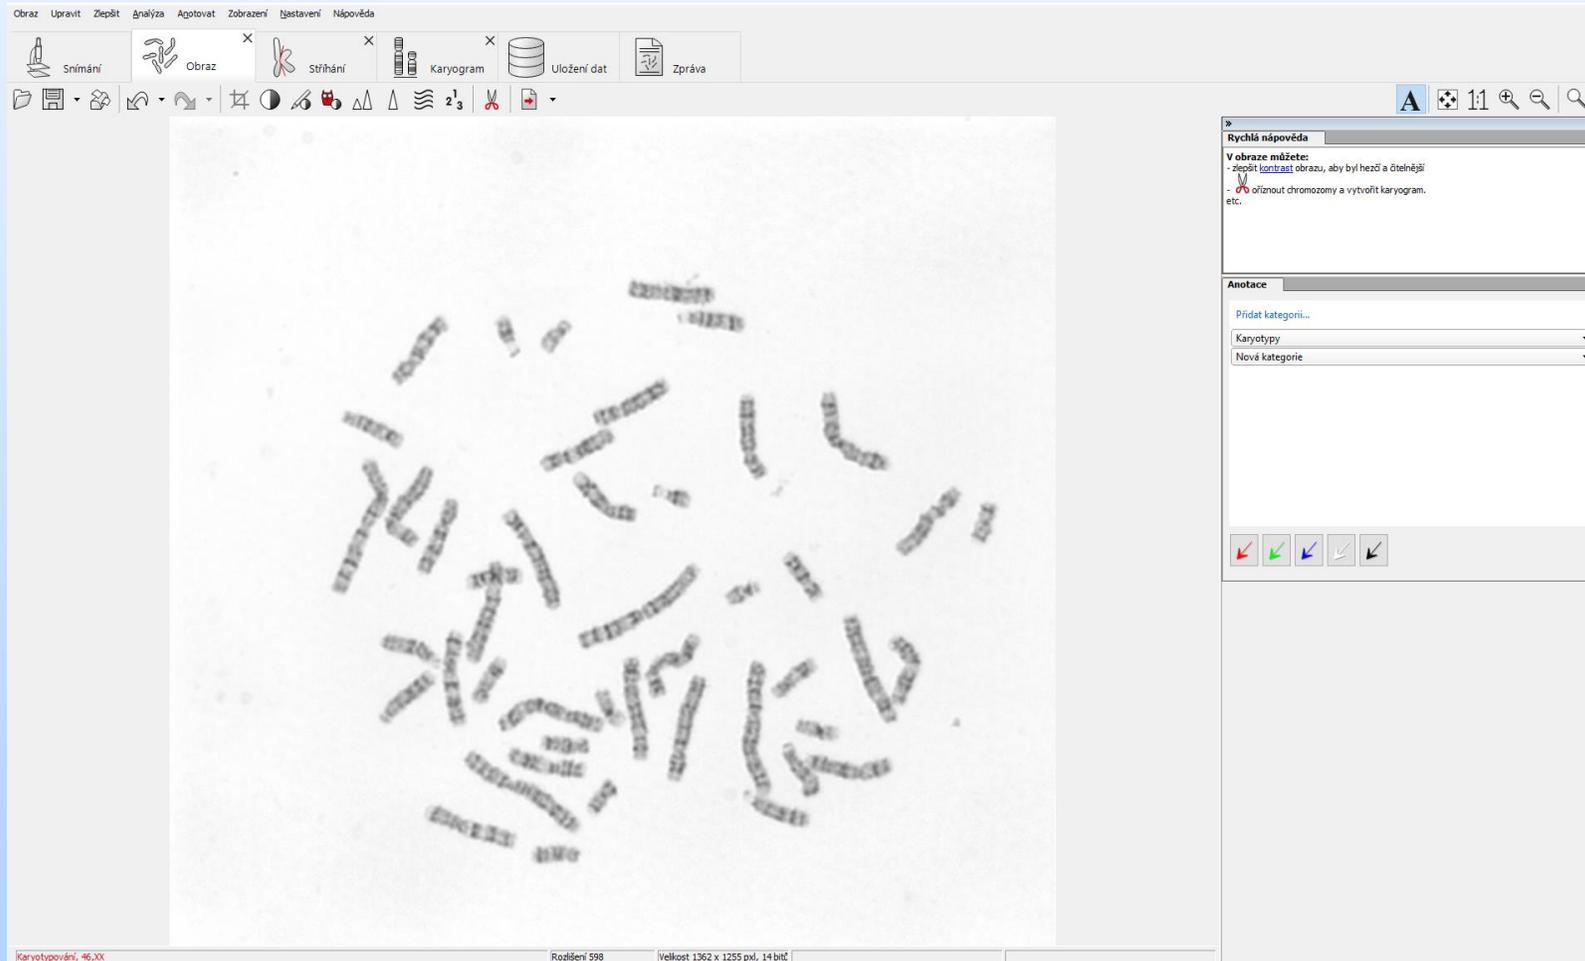 Obraz Upravit Zlepšit Analýza Anotovat Zobrazení Nastavení Nápověda
Snímání Obraz Stříhání Karyogram Uložení dat Zpráva
A 1:1
»
Rychlá nápověda
V obraze můžete:
- zlepšit kontrast obrazu, aby byl hezčí a čitelnější
- oříznout chromozomy a vytvořit karyogram.
etc.
Anotace
Přidat kategorii...
Karyotypy
Nová kategorie
Karyotypování, 46,XX Rozlišení 598 Velikost 1362 x 1255 pxl, 14 bitů